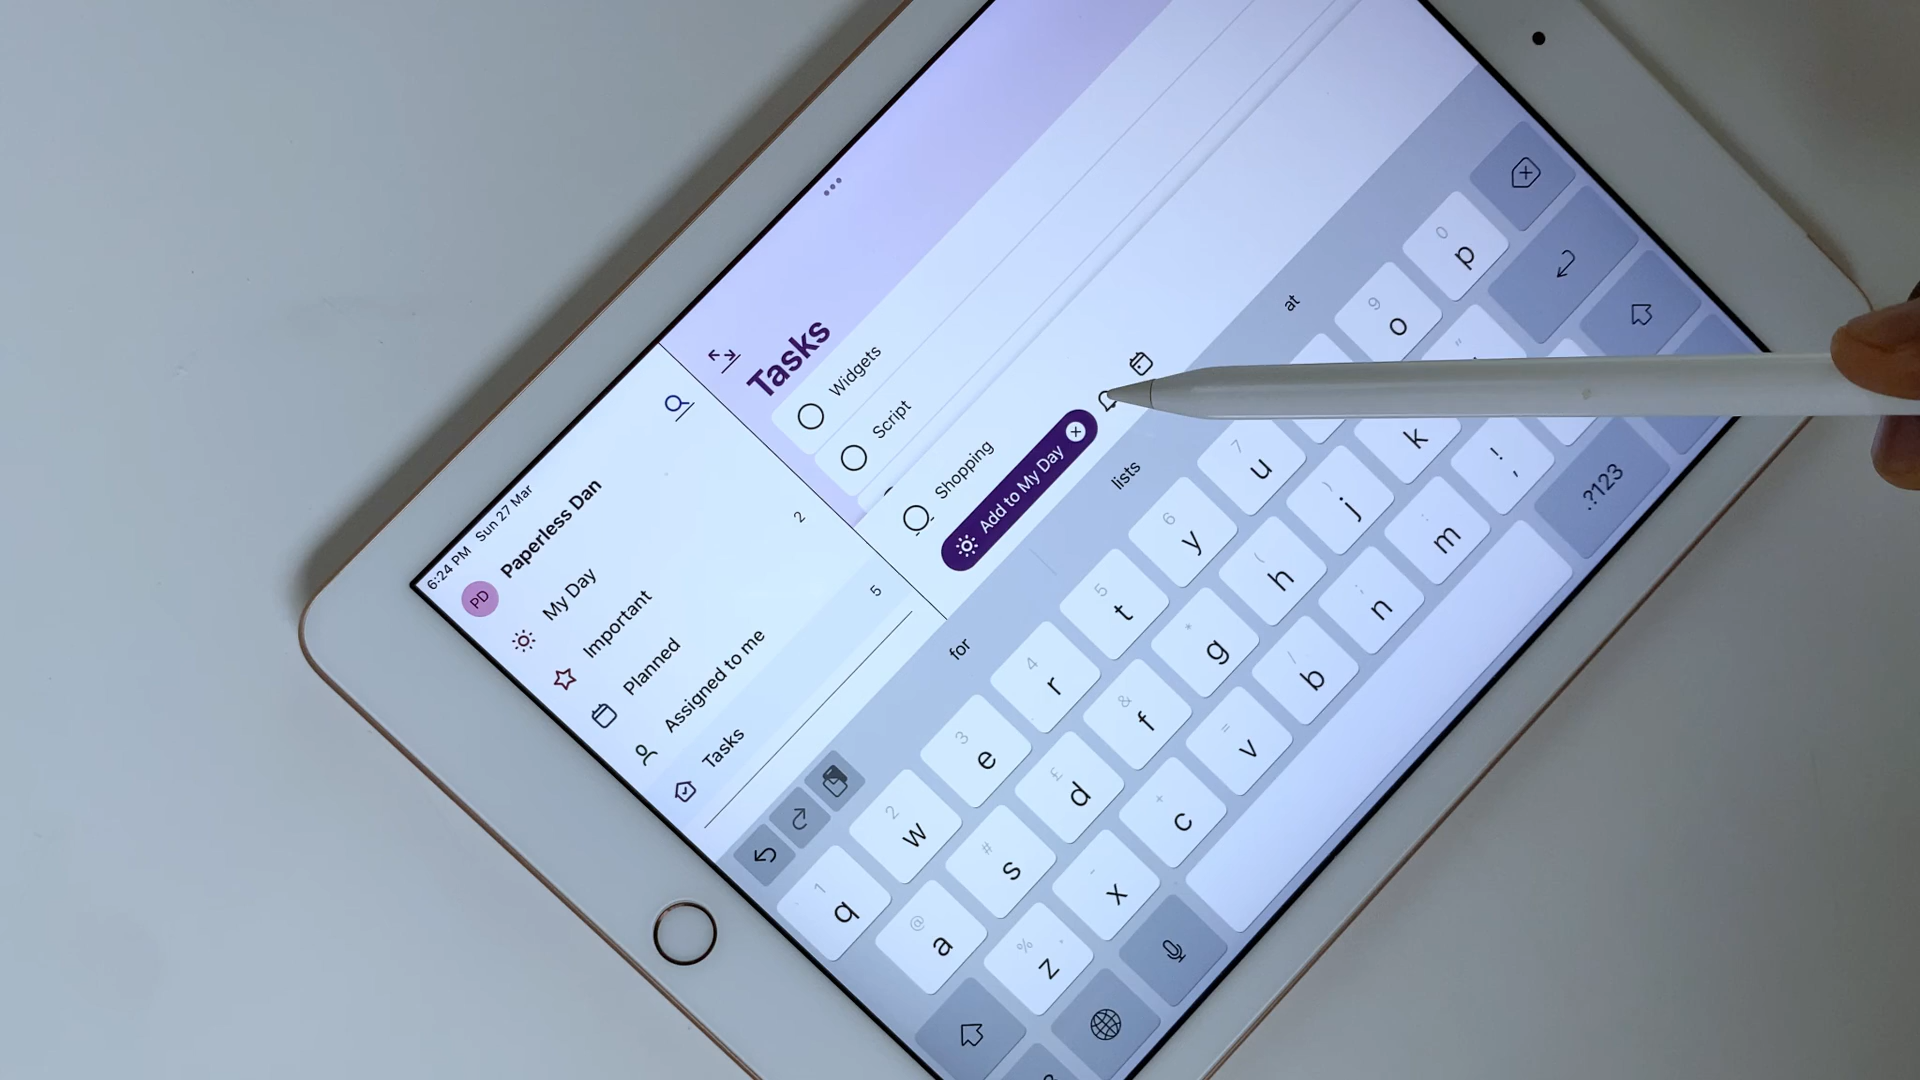 6:24 PM Sun 27 Mar
PD Paperless Dan
My Day
Important
Planned 2
Assigned to me
Tasks 5
Tasks
Widgets
Script
Shopping
Add to My Day
for
lists
at
1 2 3 4 5 6 7 9 0
q w e r t y u o p
@ # £ & * ( ) "
a s d f g h j k
% - + = / ; : ! ,
z x c v b n m
?123